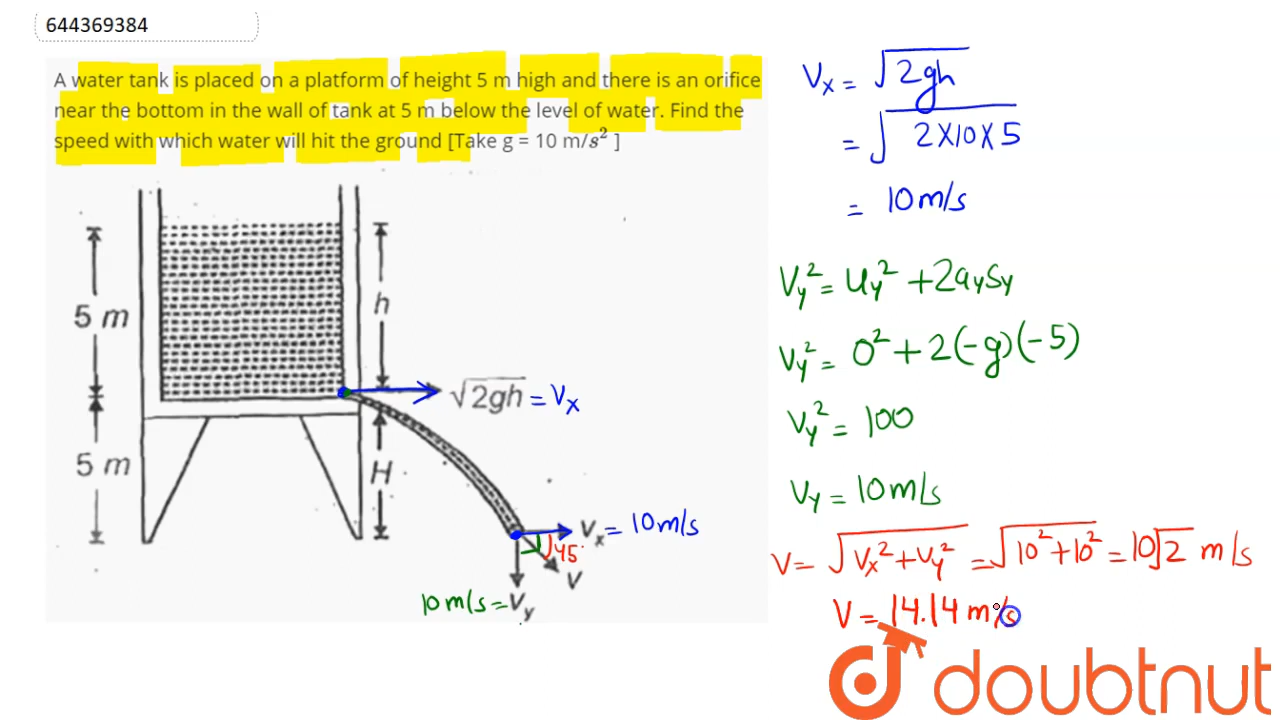 644369384
A water tank is placed on a platform of height 5 m high and there is an orifice
near the bottom in the wall of tank at 5 m below the level of water. Find the
speed with which water will hit the ground [Take g = 10 m/s² ]
5 m
h
√2gh = Vx
5 m
H
Vx = 10 m/s
45°
V
10 m/s = Vy
Vx = √2gh
= √2×10×5
= 10 m/s
Vy² = uy² + 2aySy
Vy² = 0² + 2(-g)(-5)
Vy² = 100
Vy = 10 m/s
V = √Vx² + Vy² = √10² + 10² = 10√2 m/s
V = 14.14 m/s
doubtnut